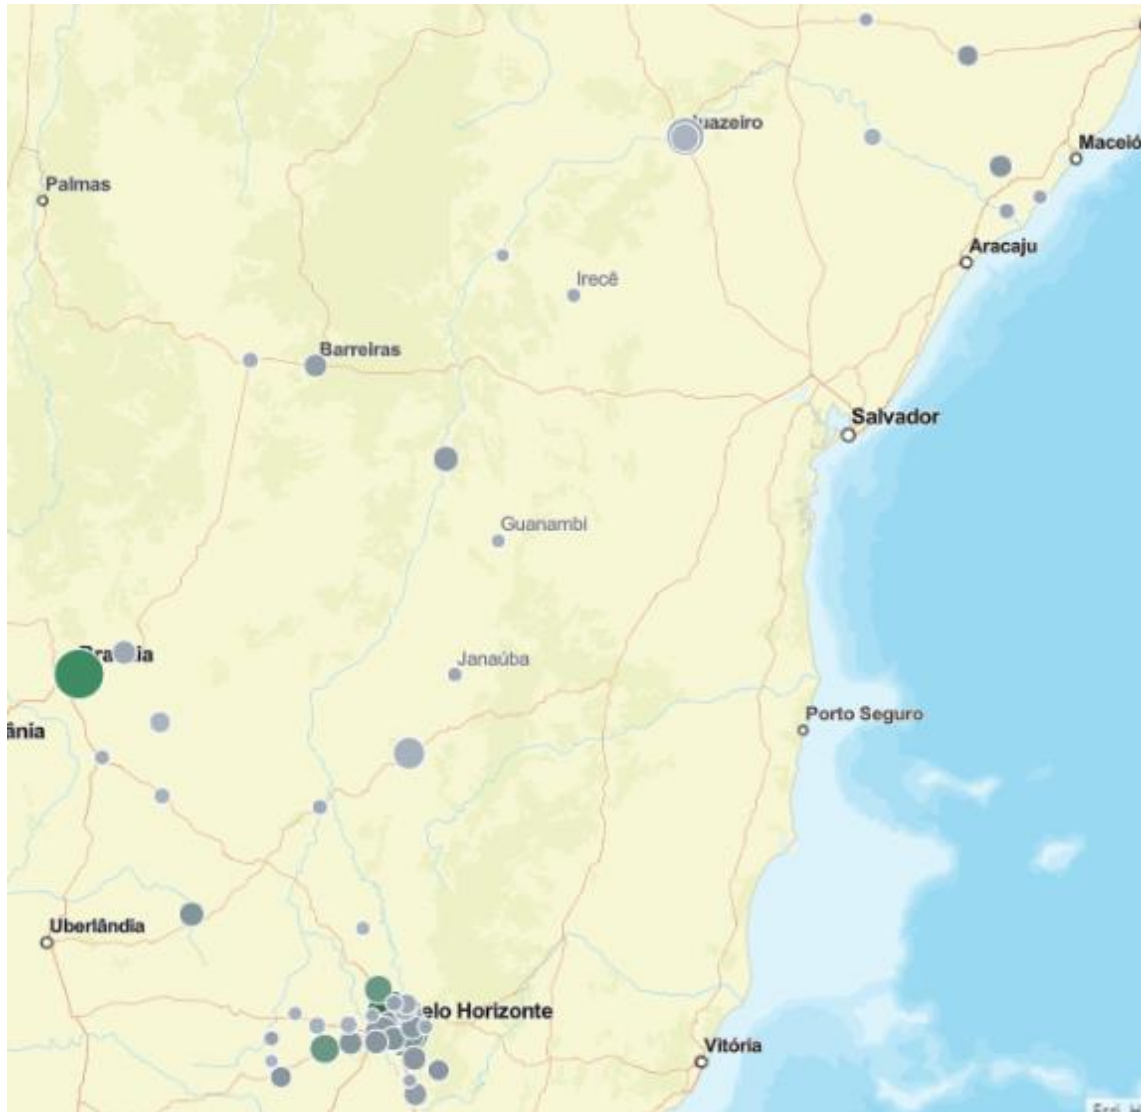 uazeiro
Maceió
Palmas
Aracaju
Irecê
Barreiras
Salvador
Guanambi
Janaúba
Porto Seguro
ânia
Uberlândia
elo Horizonte
Vitória